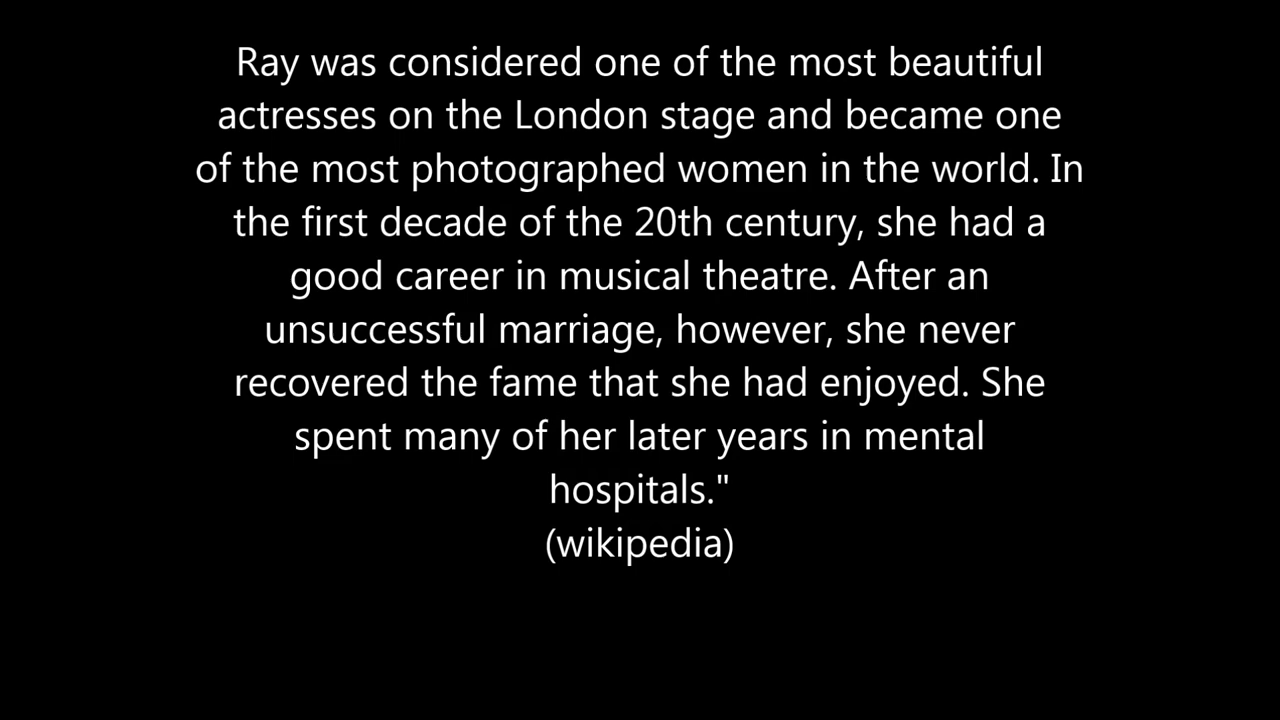 Ray was considered one of the most beautiful
actresses on the London stage and became one
of the most photographed women in the world. In
the first decade of the 20th century, she had a
good career in musical theatre. After an
unsuccessful marriage, however, she never
recovered the fame that she had enjoyed. She
spent many of her later years in mental
hospitals."
(wikipedia)